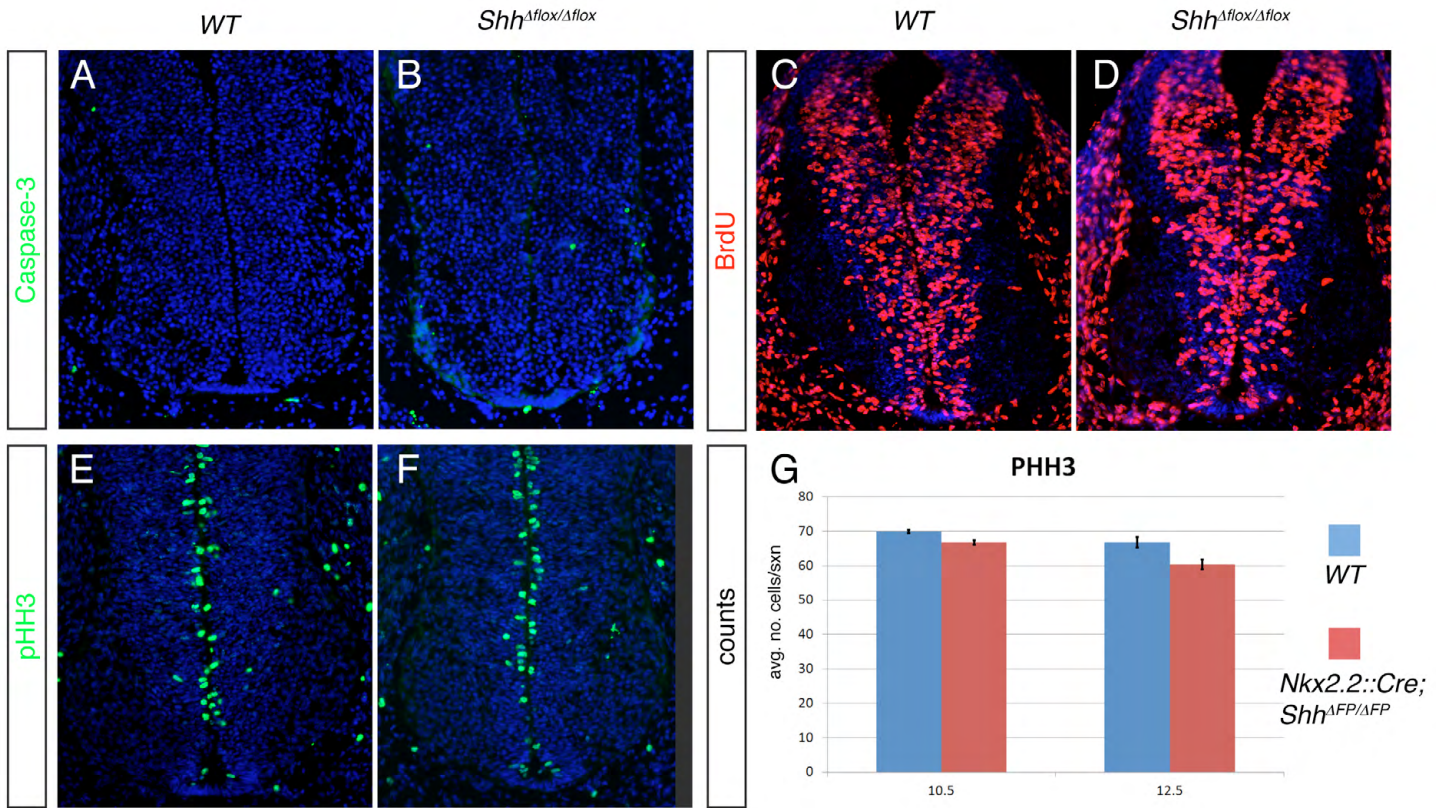 WT
Shh^Δflox/Δflox
WT
Shh^Δflox/Δflox
Caspase-3
A
B
BrdU
C
D
pHH3
E
F
counts
G
PHH3
avg. no. cells/sxn
80
70
60
50
40
30
20
10
0
10.5
12.5
WT
Nkx2.2::Cre;
Shh^ΔFP/ΔFP